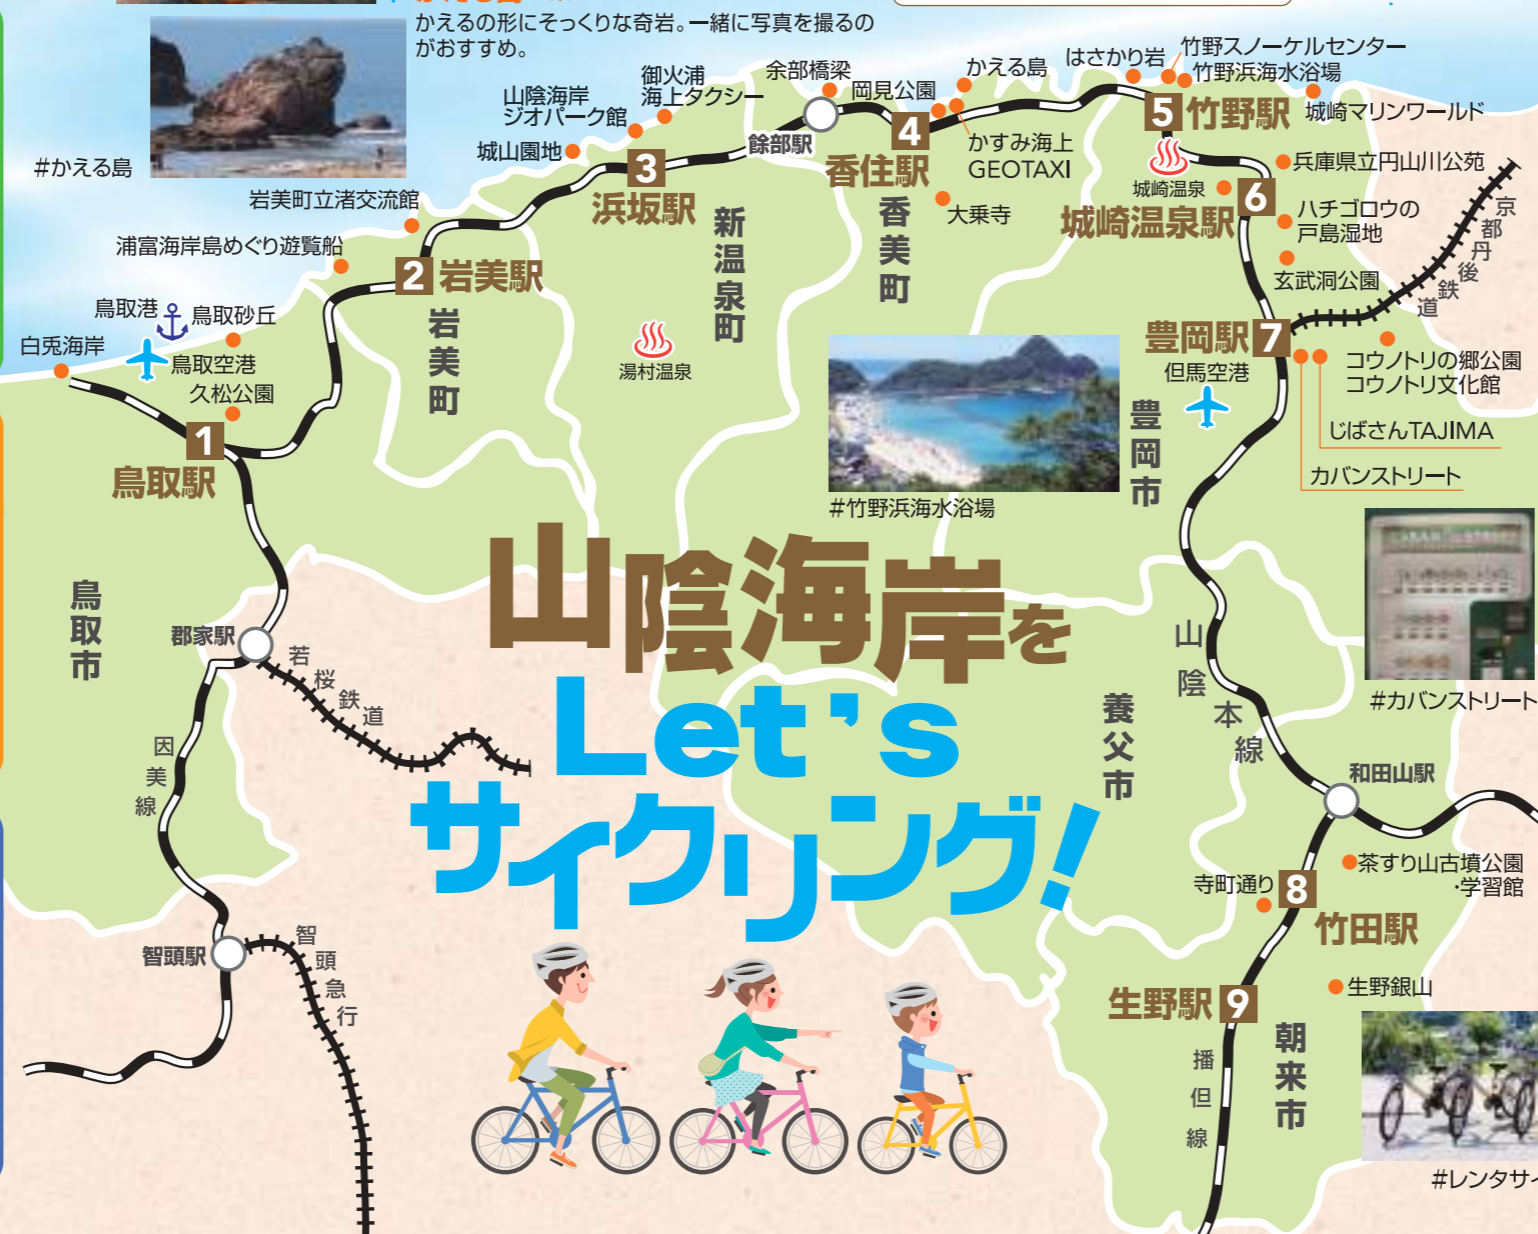 かえるの形にそっくりな奇岩。一緒に写真を撮るの
がおすすめ。
#かえる島
岩美町立渚交流館
浦富海岸島めぐり遊覧船
鳥取港
鳥取砂丘
白兎海岸
鳥取空港
久松公園
1
鳥取駅
2 岩美駅
岩美町
山陰海岸
ジオパーク館
御火浦
海上タクシー
城山園地
3
浜坂駅
新温泉町
湯村温泉
余部橋梁
餘部駅
岡見公園
かえる島
4
香住駅
かすみ海上
GEOTAXI
香美町
大乗寺
はさかり岩
竹野スノーケルセンター
竹野浜海水浴場
5 竹野駅
城崎マリンワールド
城崎温泉
兵庫県立円山川公苑
城崎温泉駅 6
ハチゴロウの
戸島湿地
玄武洞公園
京都丹後鉄道
豊岡駅 7
但馬空港
コウノトリの郷公園
コウノトリ文化館
じばさんTAJIMA
カバンストリート
豊岡市
#竹野浜海水浴場
#カバンストリート
山陰海岸を
Let's
サイクリング!
鳥取市
郡家駅
若桜鉄道
因美線
智頭駅
智頭急行
山陰本線
養父市
和田山駅
茶すり山古墳公園
・学習館
寺町通り
8
竹田駅
生野銀山
生野駅 9
朝来市
播但線
#レンタサイ